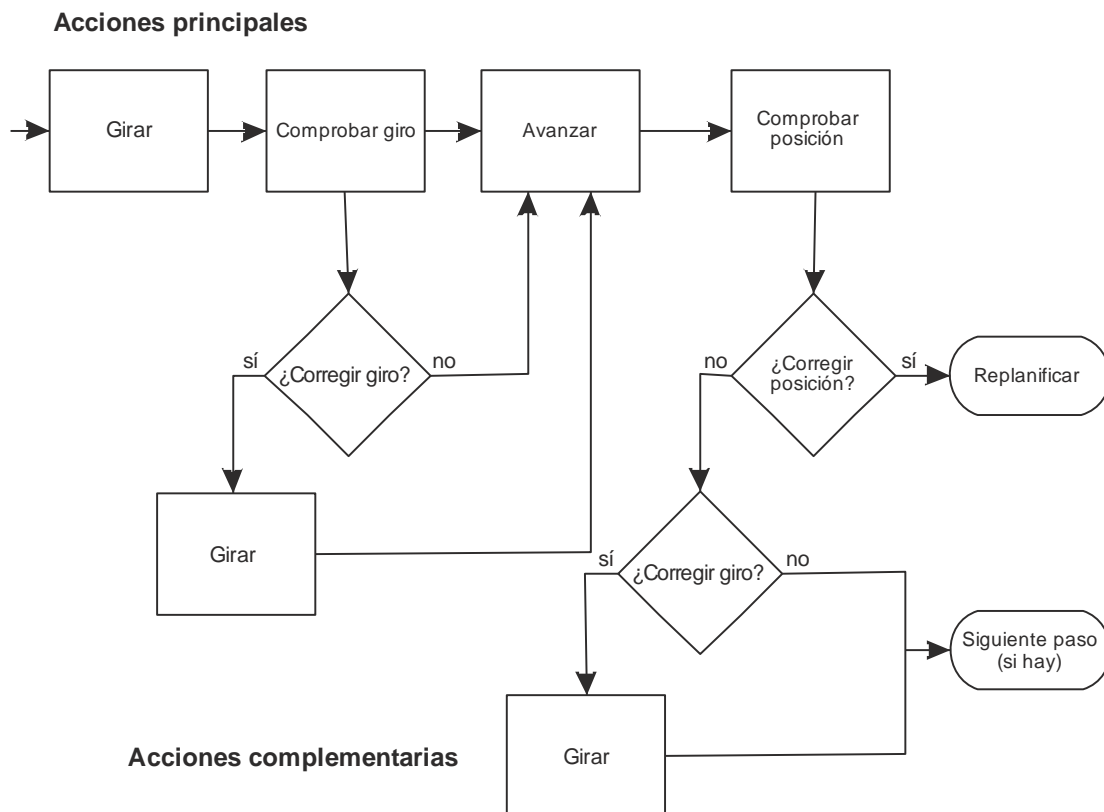 Acciones principales
Girar
Comprobar giro
Avanzar
Comprobar
posición
sí
¿Corregir giro?
no
no
¿Corregir
posición?
sí
Replanificar
Girar
sí
¿Corregir giro?
no
Siguiente paso
(si hay)
Acciones complementarias
Girar